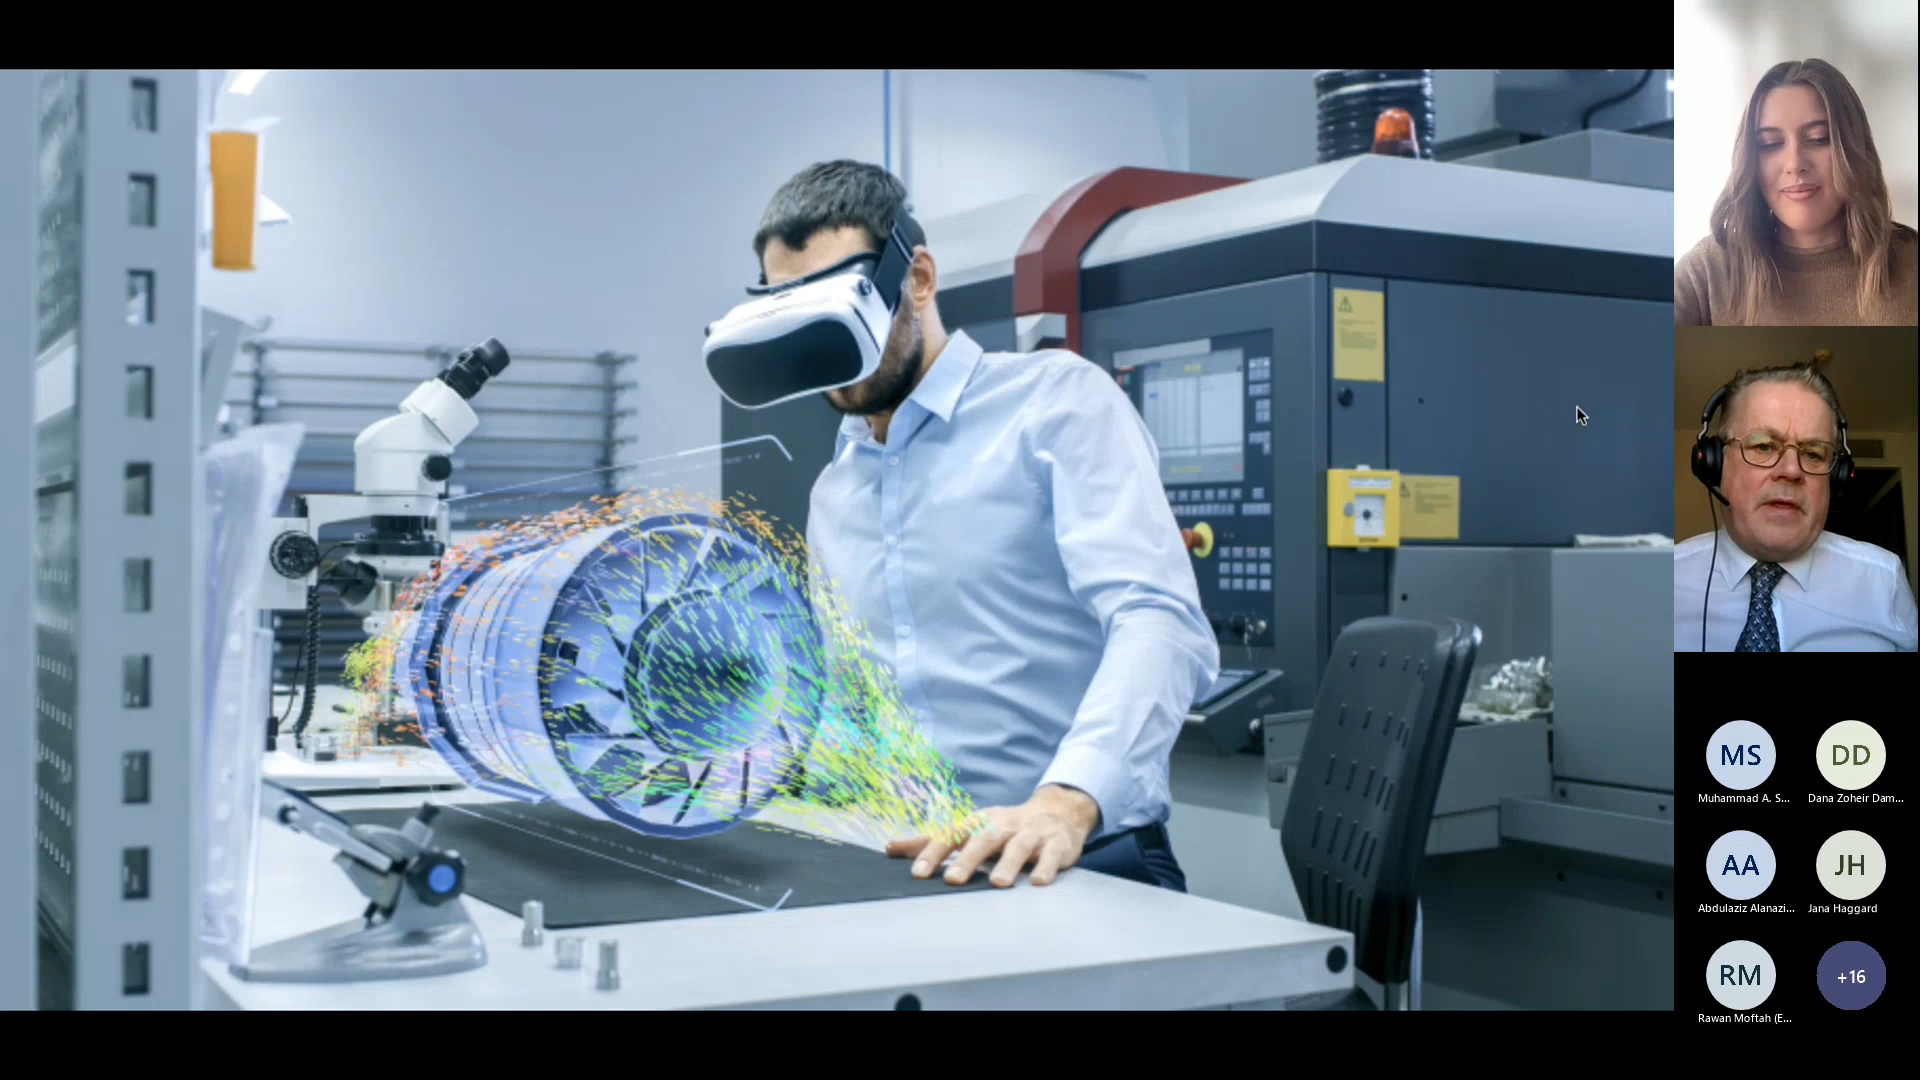 MS
DD
Muhammad A. S...
Dana Zoheir Dam...
AA
JH
Abdulaziz Alanazi...
Jana Haggard
RM
+16
Rawan Moftah (E...